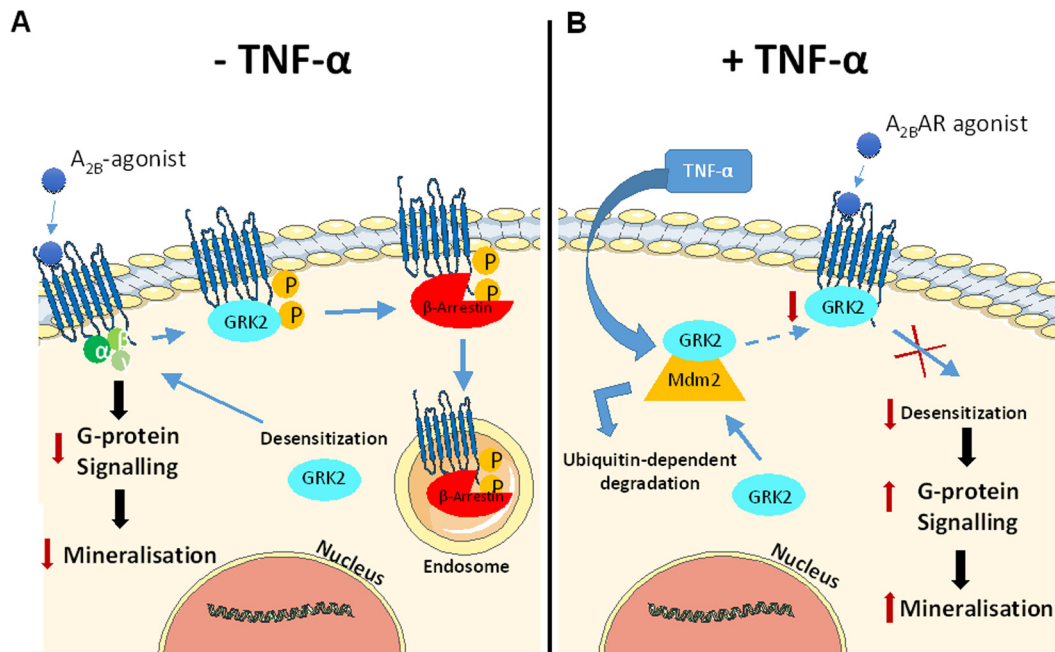 A
- TNF-α
A2B-agonist
P
GRK2
P
P
P
β-Arrestin
α
β
γ
G-protein
Signalling
Mineralisation
Desensitization
GRK2
P
P
β-Arrestin
Endosome
Nucleus
B
+ TNF-α
A2BAR agonist
TNF-α
GRK2
GRK2
Mdm2
Ubiquitin-dependent
degradation
GRK2
Desensitization
G-protein
Signalling
Mineralisation
Nucleus